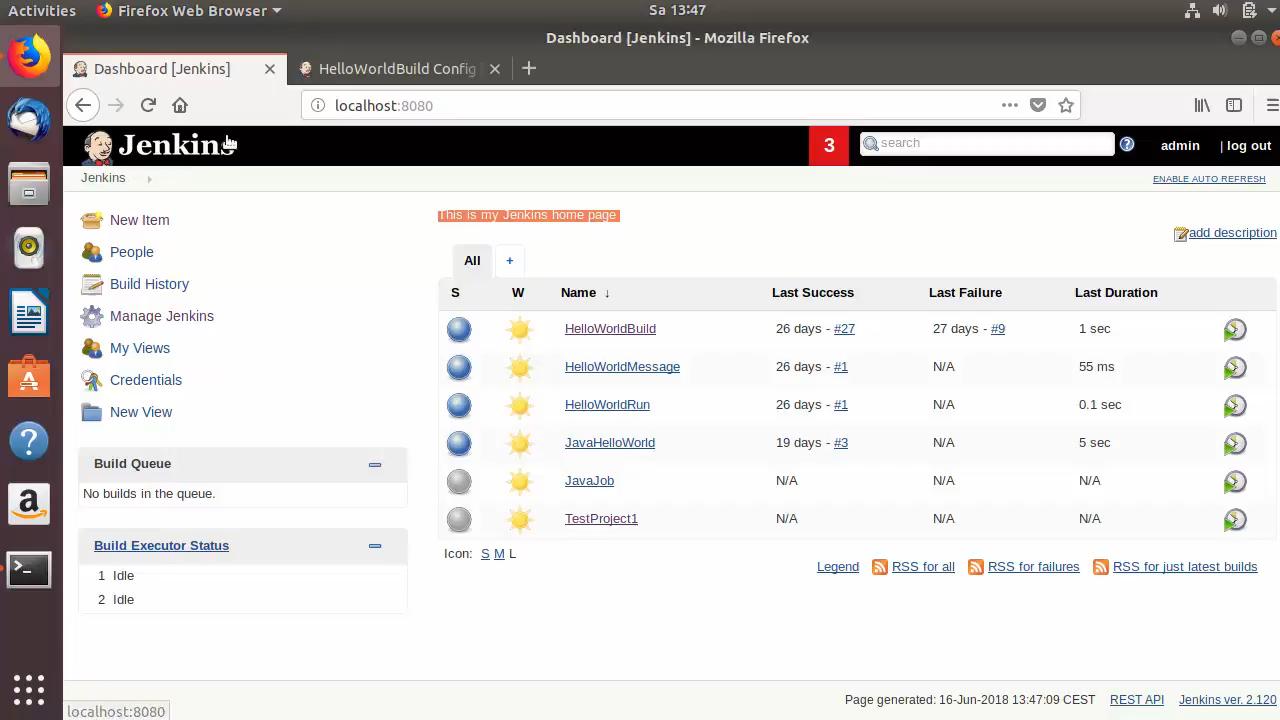 Activities Firefox Web Browser Sa 13:47
Dashboard [Jenkins] - Mozilla Firefox
Dashboard [Jenkins] HelloWorldBuild Config
localhost:8080
Jenkins 3 search admin | log out
Jenkins ENABLE AUTO REFRESH
New Item
People
Build History
Manage Jenkins
My Views
Credentials
New View
Build Queue
No builds in the queue.
Build Executor Status
1 Idle
2 Idle
This is my Jenkins home page
add description
All +
S W Name ↓ Last Success Last Failure Last Duration
HelloWorldBuild 26 days - #27 27 days - #9 1 sec
HelloWorldMessage 26 days - #1 N/A 55 ms
HelloWorldRun 26 days - #1 N/A 0.1 sec
JavaHelloWorld 19 days - #3 N/A 5 sec
JavaJob N/A N/A N/A
TestProject1 N/A N/A N/A
Icon: S M L
Legend RSS for all RSS for failures RSS for just latest builds
Page generated: 16-Jun-2018 13:47:09 CEST REST API Jenkins ver. 2.120
localhost:8080